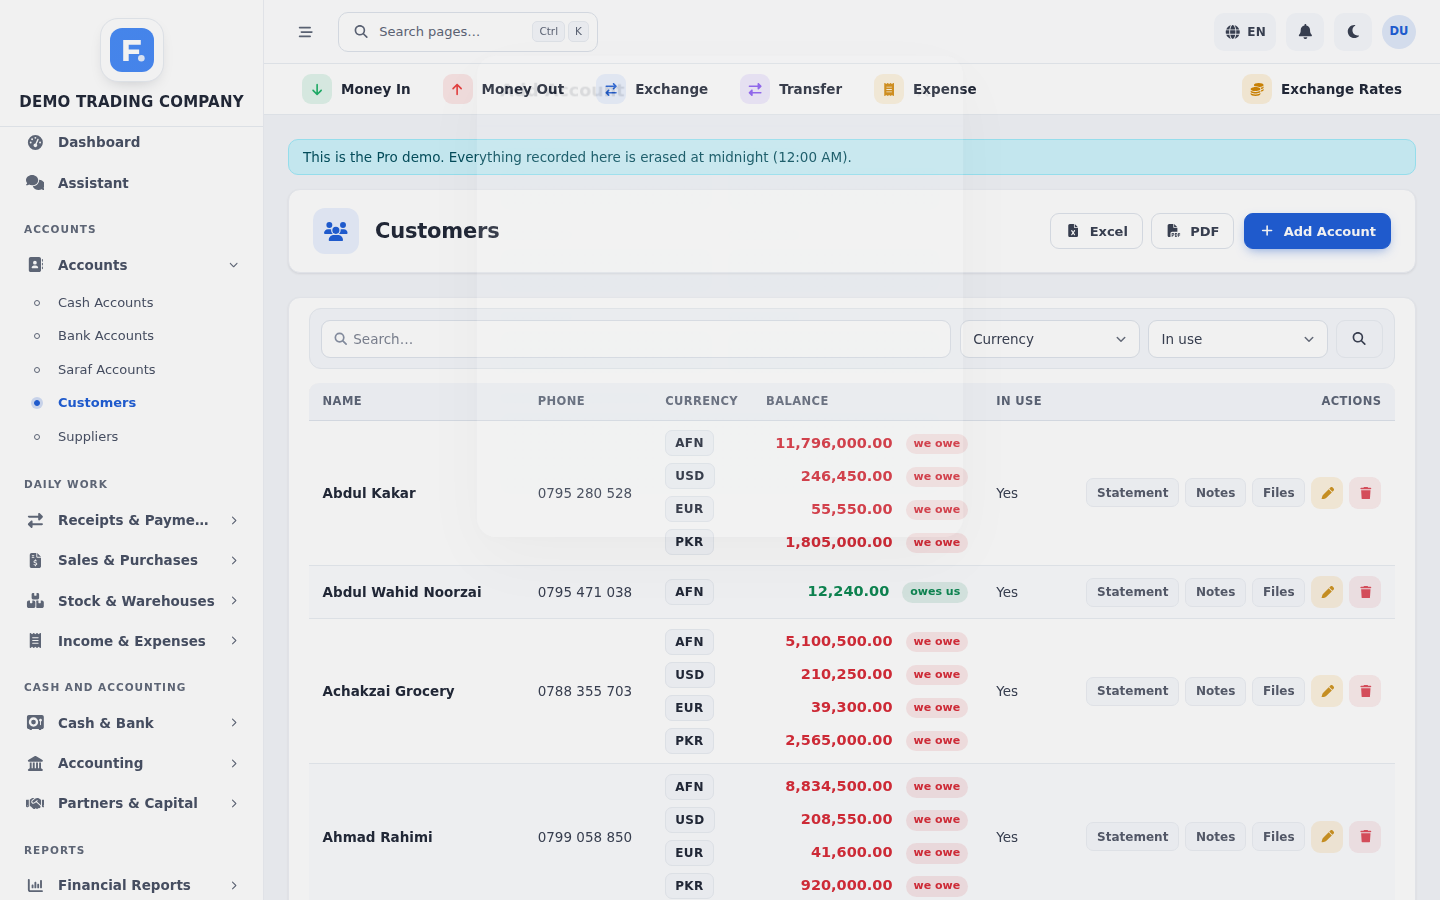 F.
DEMO TRADING COMPANY
Dashboard
Assistant
ACCOUNTS
Accounts
Cash Accounts
Bank Accounts
Saraf Accounts
Customers
Suppliers
DAILY WORK
Receipts & Payme...
Sales & Purchases
Stock & Warehouses
Income & Expenses
CASH AND ACCOUNTING
Cash & Bank
Accounting
Partners & Capital
REPORTS
Financial Reports
Search pages... Ctrl K
EN DU
Money In Money Out Exchange Transfer Expense Exchange Rates
Add Account
This is the Pro demo. Everything recorded here is erased at midnight (12:00 AM).
Customers Excel PDF + Add Account
Search... Currency In use
NAME PHONE CURRENCY BALANCE IN USE ACTIONS
AFN 11,796,000.00 we owe
USD 246,450.00 we owe
Abdul Kakar 0795 280 528 Yes Statement Notes Files
EUR 55,550.00 we owe
PKR 1,805,000.00 we owe
Abdul Wahid Noorzai 0795 471 038 AFN 12,240.00 owes us Yes Statement Notes Files
AFN 5,100,500.00 we owe
USD 210,250.00 we owe
Achakzai Grocery 0788 355 703 Yes Statement Notes Files
EUR 39,300.00 we owe
PKR 2,565,000.00 we owe
AFN 8,834,500.00 we owe
USD 208,550.00 we owe
Ahmad Rahimi 0799 058 850 Yes Statement Notes Files
EUR 41,600.00 we owe
PKR 920,000.00 we owe